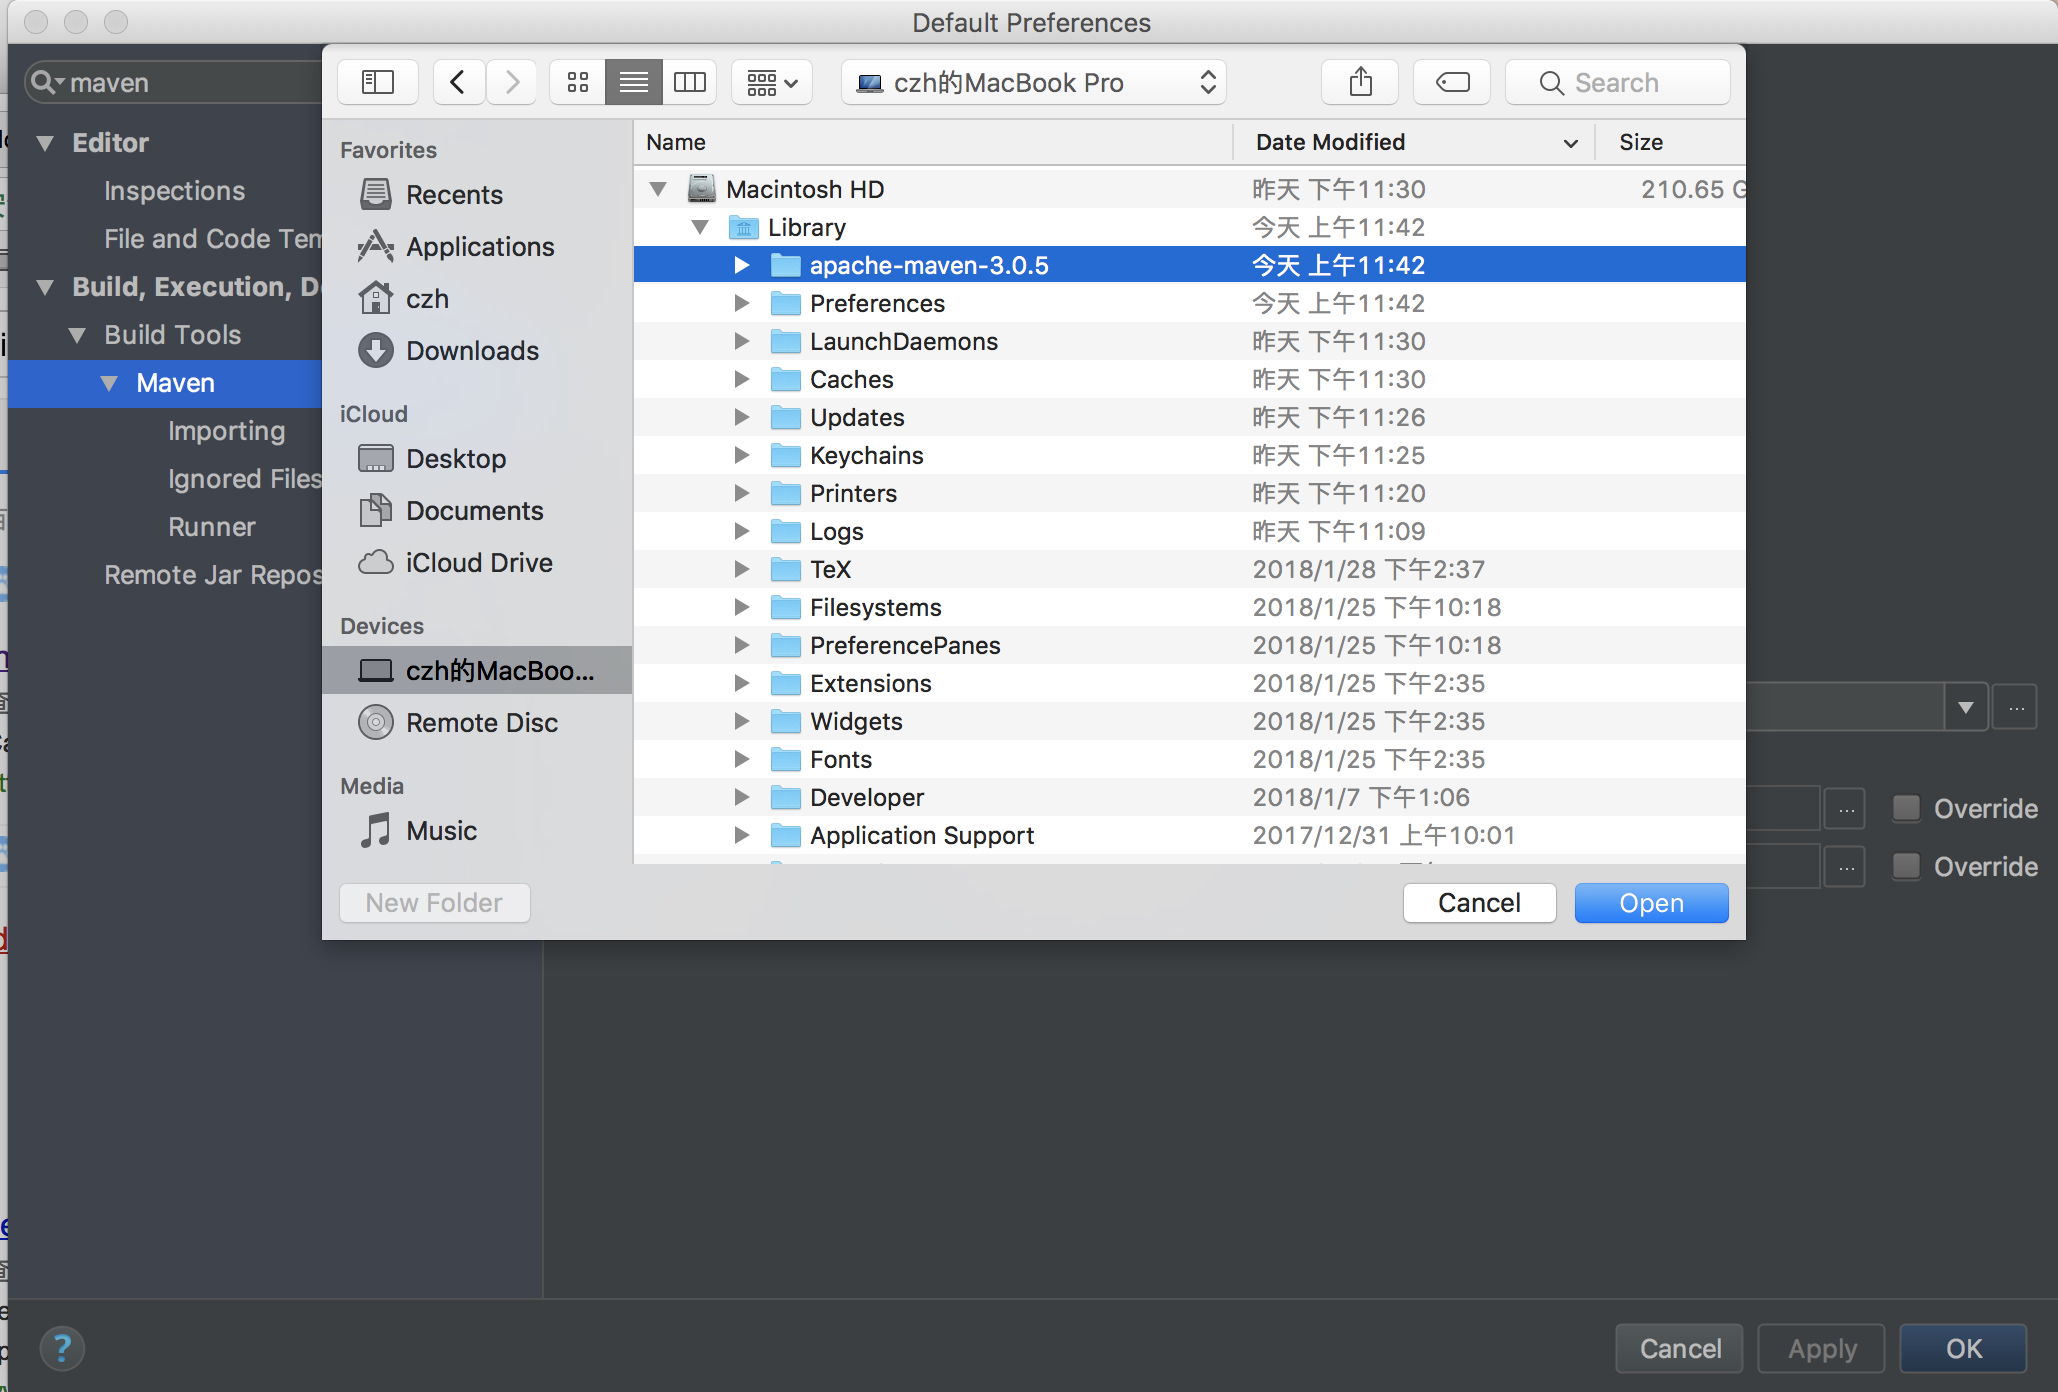 Default Preferences
maven
Editor
Inspections
File and Code Tem
Build, Execution, D
Build Tools
Maven
Importing
Ignored Files
Runner
Remote Jar Repos
czh的MacBook Pro
Search
Favorites
Recents
Applications
czh
Downloads
iCloud
Desktop
Documents
iCloud Drive
Devices
czh的MacBoo...
Remote Disc
Media
Music
Name Date Modified Size
Macintosh HD 昨天 下午11:30 210.65 G
Library 今天 上午11:42
apache-maven-3.0.5 今天 上午11:42
Preferences 今天 上午11:42
LaunchDaemons 昨天 下午11:30
Caches 昨天 下午11:30
Updates 昨天 下午11:26
Keychains 昨天 下午11:25
Printers 昨天 下午11:20
Logs 昨天 下午11:09
TeX 2018/1/28 下午2:37
Filesystems 2018/1/25 下午10:18
PreferencePanes 2018/1/25 下午10:18
Extensions 2018/1/25 下午2:35
Widgets 2018/1/25 下午2:35
Fonts 2018/1/25 下午2:35
Developer 2018/1/7 下午1:06
Application Support 2017/12/31 上午10:01
New Folder Cancel Open
...
... Override
... Override
? Cancel Apply OK